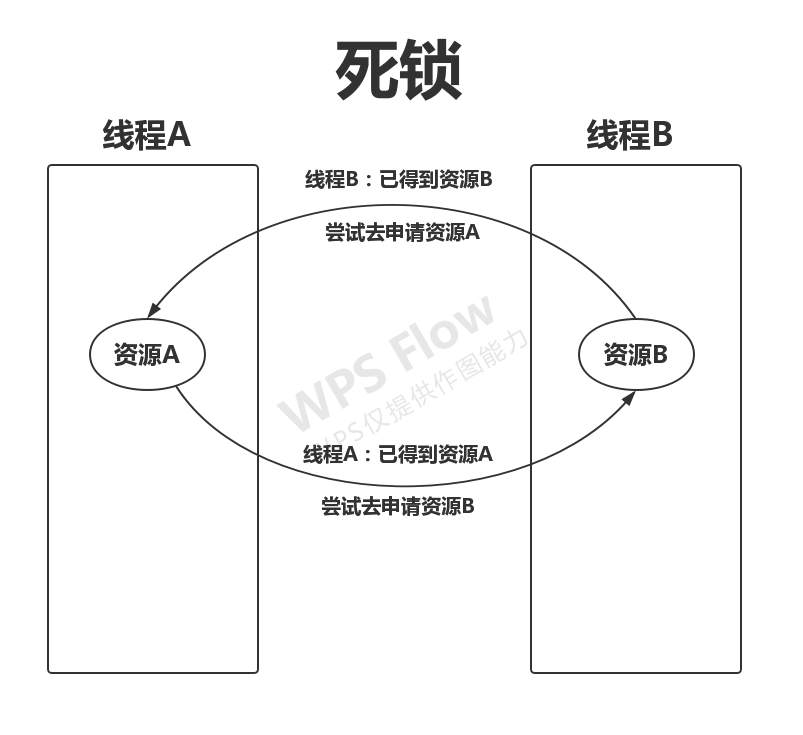 死锁
线程A
线程B
线程B：已得到资源B
尝试去申请资源A
资源A
资源B
WPS Flow
WPS仅提供作图能力
线程A：已得到资源A
尝试去申请资源B